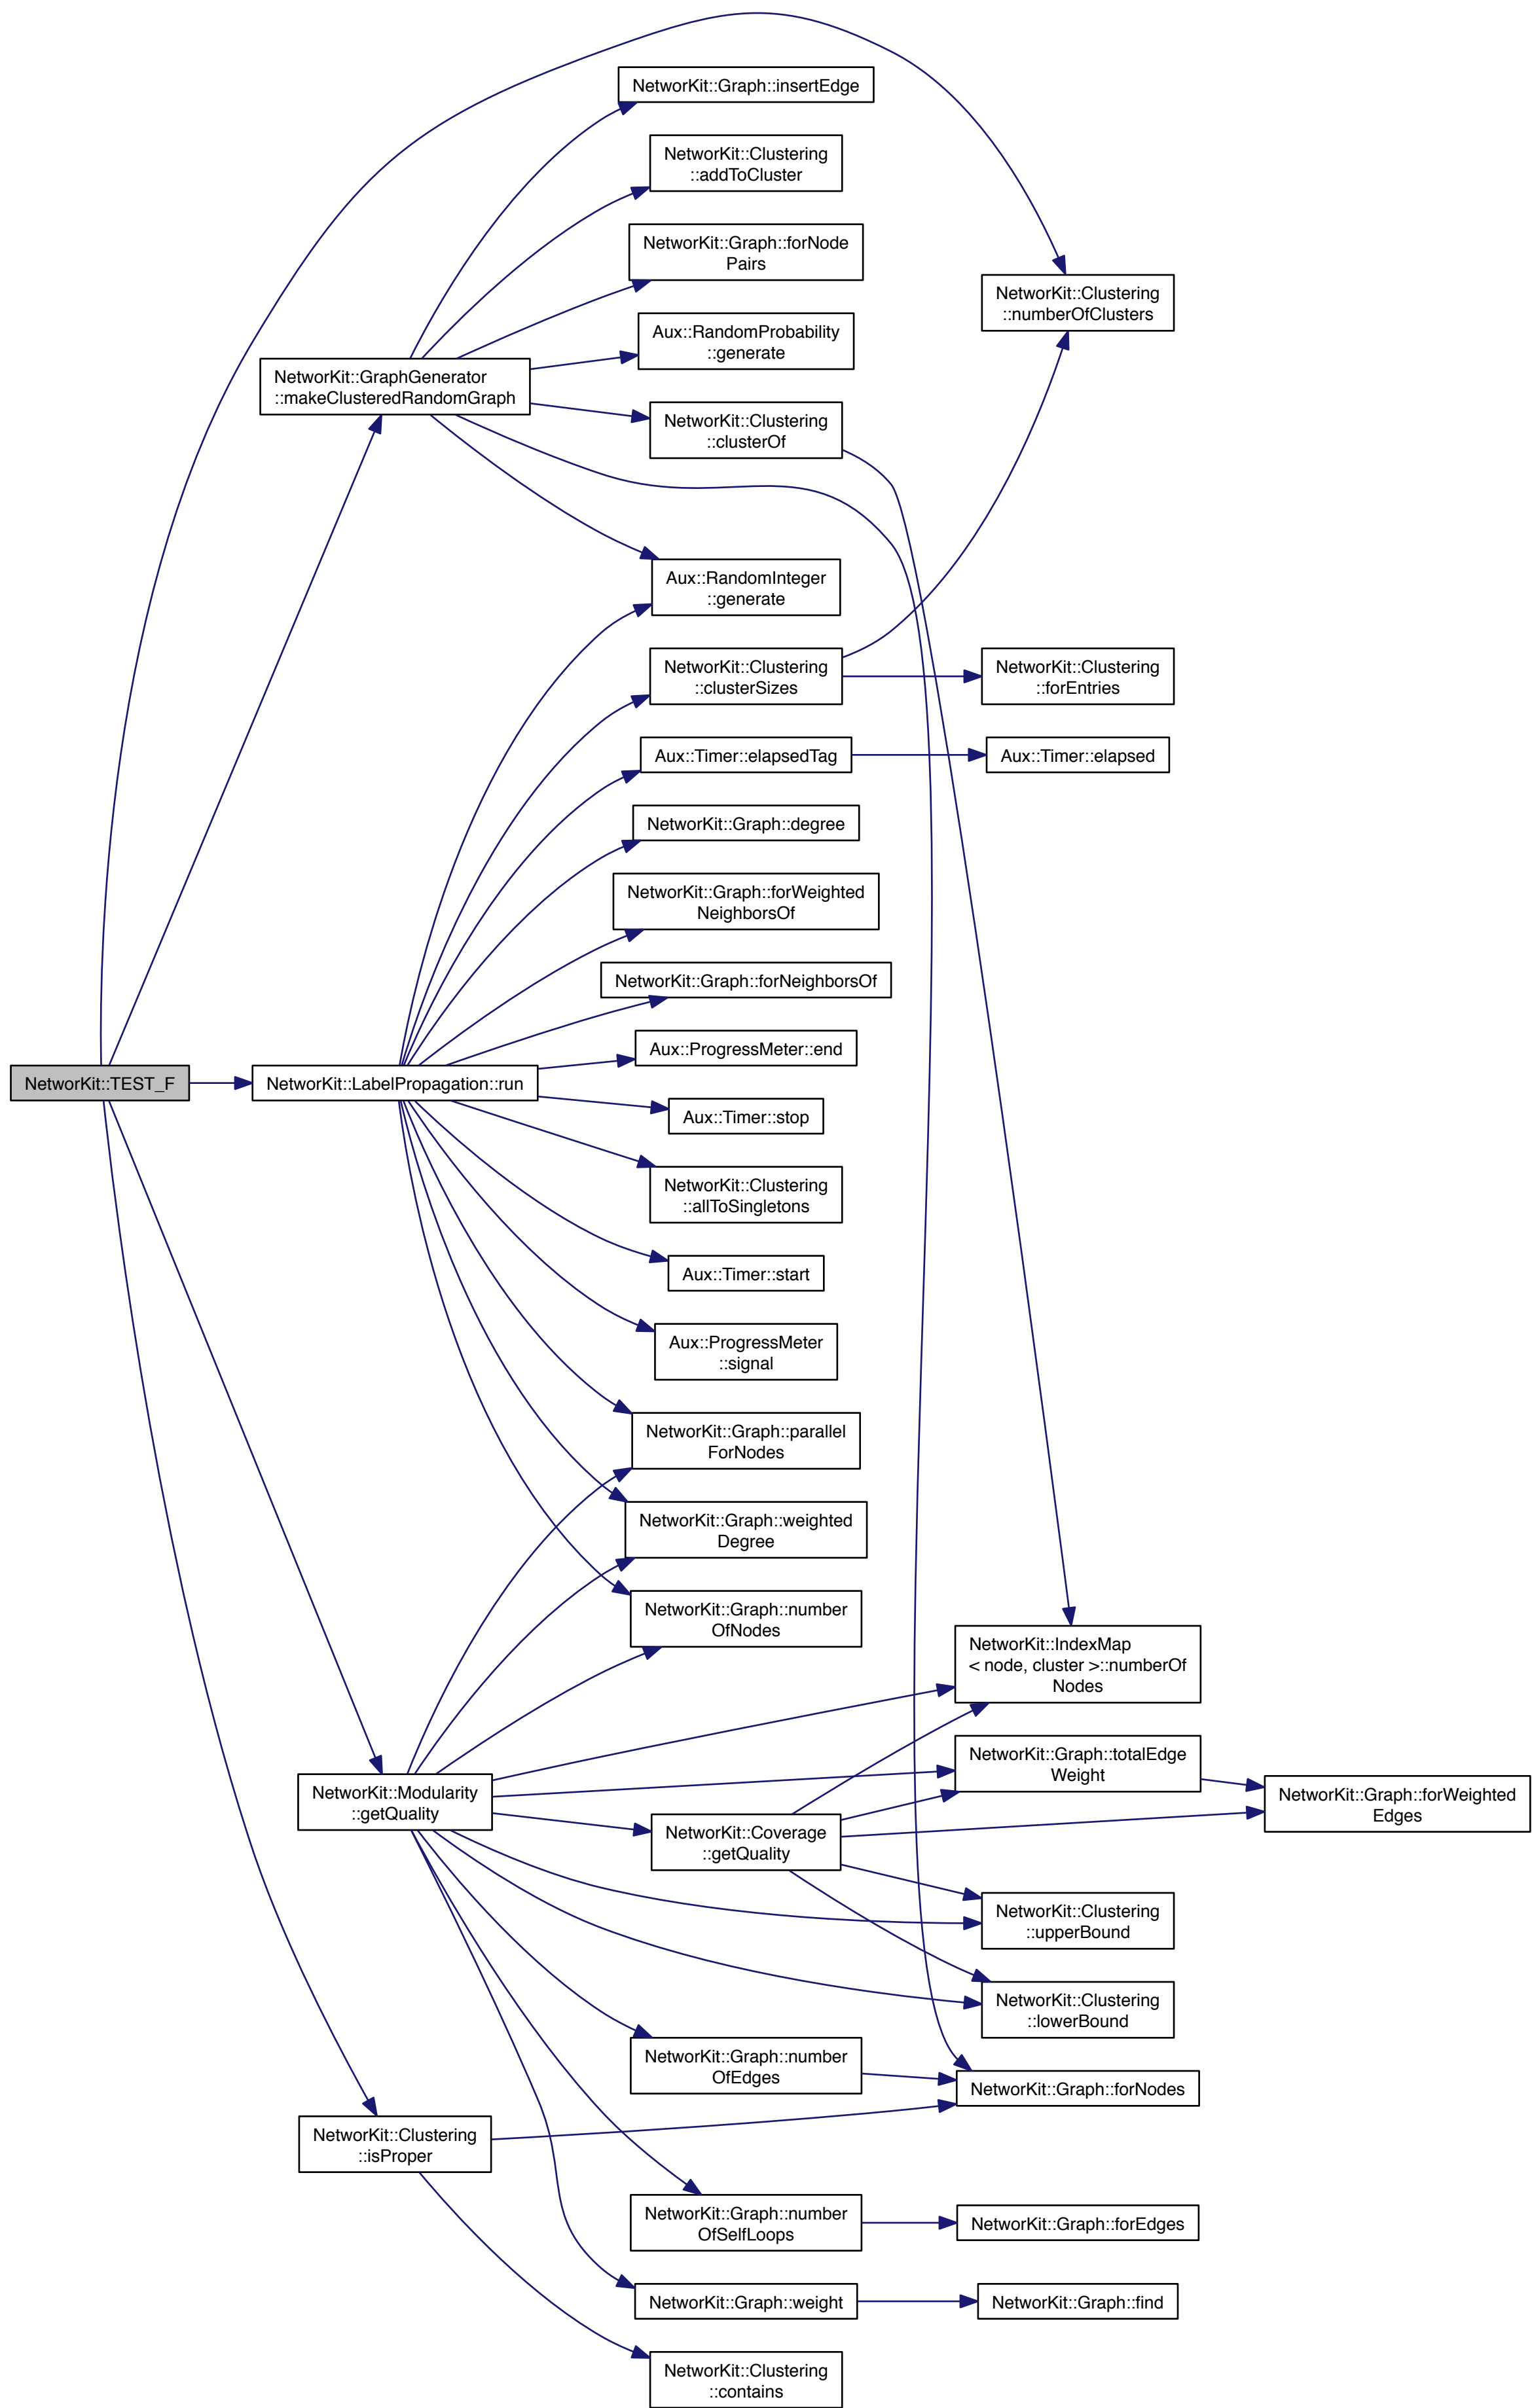 NetworKit::Graph::insertEdge
NetworKit::Clustering
::addToCluster
NetworKit::Graph::forNode
Pairs
NetworKit::Clustering
::numberOfClusters
Aux::RandomProbability
::generate
NetworKit::GraphGenerator
::makeClusteredRandomGraph
NetworKit::Clustering
::clusterOf
Aux::RandomInteger
::generate
NetworKit::Clustering
::clusterSizes
NetworKit::Clustering
::forEntries
Aux::Timer::elapsedTag
Aux::Timer::elapsed
NetworKit::Graph::degree
NetworKit::Graph::forWeighted
NeighborsOf
NetworKit::Graph::forNeighborsOf
Aux::ProgressMeter::end
NetworKit::TEST_F
NetworKit::LabelPropagation::run
Aux::Timer::stop
NetworKit::Clustering
::allToSingletons
Aux::Timer::start
Aux::ProgressMeter
::signal
NetworKit::Graph::parallel
ForNodes
NetworKit::Graph::weighted
Degree
NetworKit::Graph::number
OfNodes
NetworKit::IndexMap
< node, cluster >::numberOf
Nodes
NetworKit::Graph::totalEdge
Weight
NetworKit::Modularity
::getQuality
NetworKit::Graph::forWeighted
Edges
NetworKit::Coverage
::getQuality
NetworKit::Clustering
::upperBound
NetworKit::Clustering
::lowerBound
NetworKit::Graph::number
OfEdges
NetworKit::Graph::forNodes
NetworKit::Clustering
::isProper
NetworKit::Graph::number
OfSelfLoops
NetworKit::Graph::forEdges
NetworKit::Graph::weight
NetworKit::Graph::find
NetworKit::Clustering
::contains